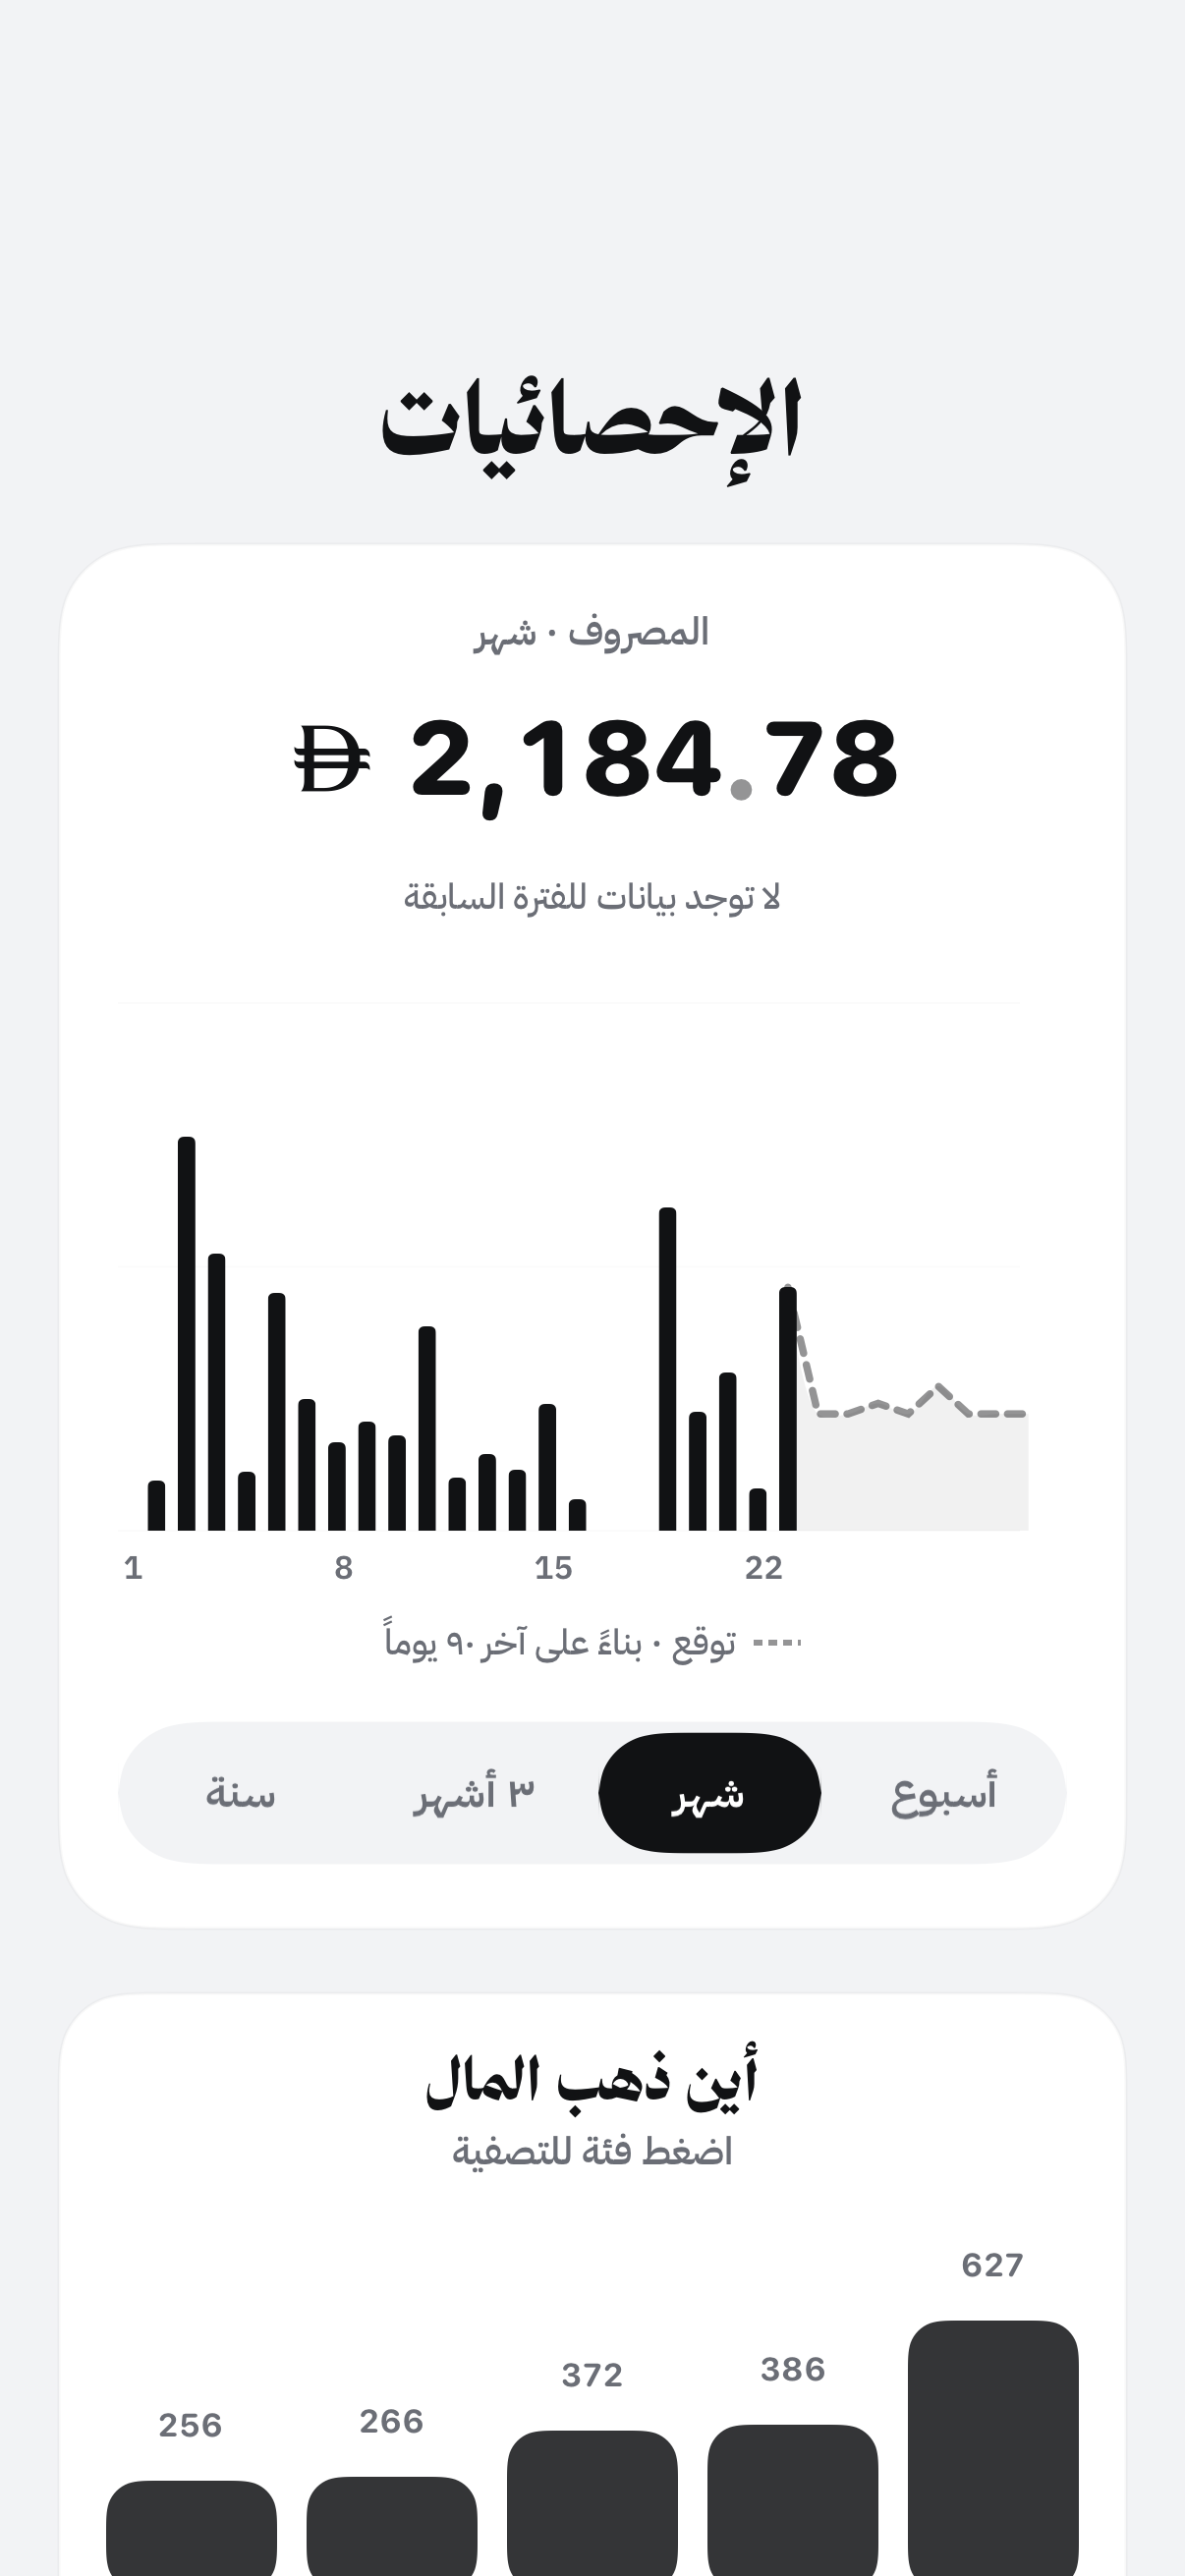 الإحصائيات
المصروف · شهر
2,184.78
لا توجد بيانات للفترة السابقة
1 8 15 22
توقع · بناءً على آخر ٩٠ يوماً
أسبوع شهر ٣ أشهر سنة
أين ذهب المال
اضغط فئة للتصفية
627
386
372
266
256